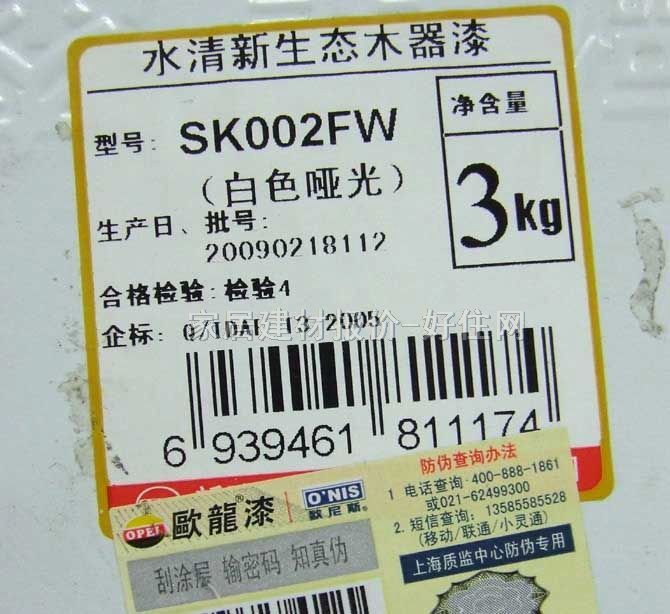 水清新生态木器漆
型号: SK002FW
(白色哑光)
净含量
3kg
生产日、批号:
20090218112
合格检验: 检验4
企标: 13-2005
家居建材报价-好住网
6 939461 811174
OPEL 歐龍®漆 O'NIS 欧尼斯
刮涂层 输密码 知真伪
防伪查询办法
1. 电话查询:400-888-1861
或021-62499300
2. 短信查询:13585585528
(移动/联通/小灵通)
上海质监中心防伪专用